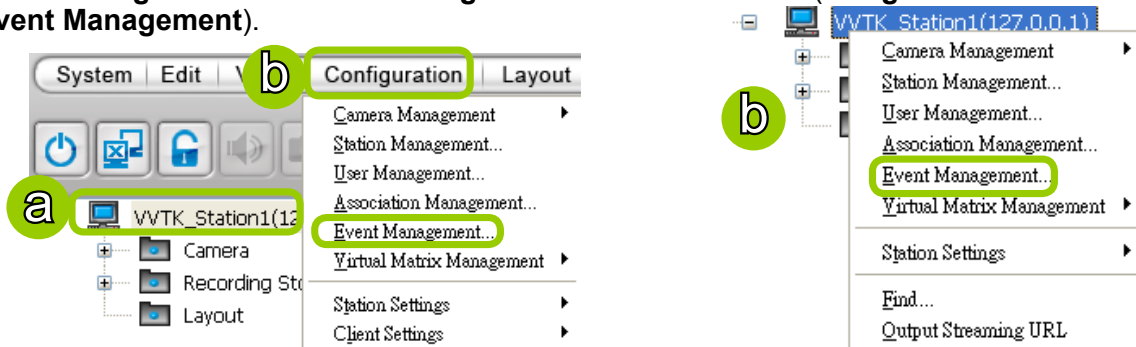 vent Management).
System Edit V b Configuration Layout
Camera Management
Station Management...
User Management...
Association Management...
Event Management...
Virtual Matrix Management
Station Settings
Client Settings
a VVTK_Station1(12
Camera
Recording Sto
Layout
VVTK_Station1(127.0.0.1)
b
Camera Management
Station Management...
User Management...
Association Management...
Event Management...
Virtual Matrix Management
Station Settings
Find...
Output Streaming URL